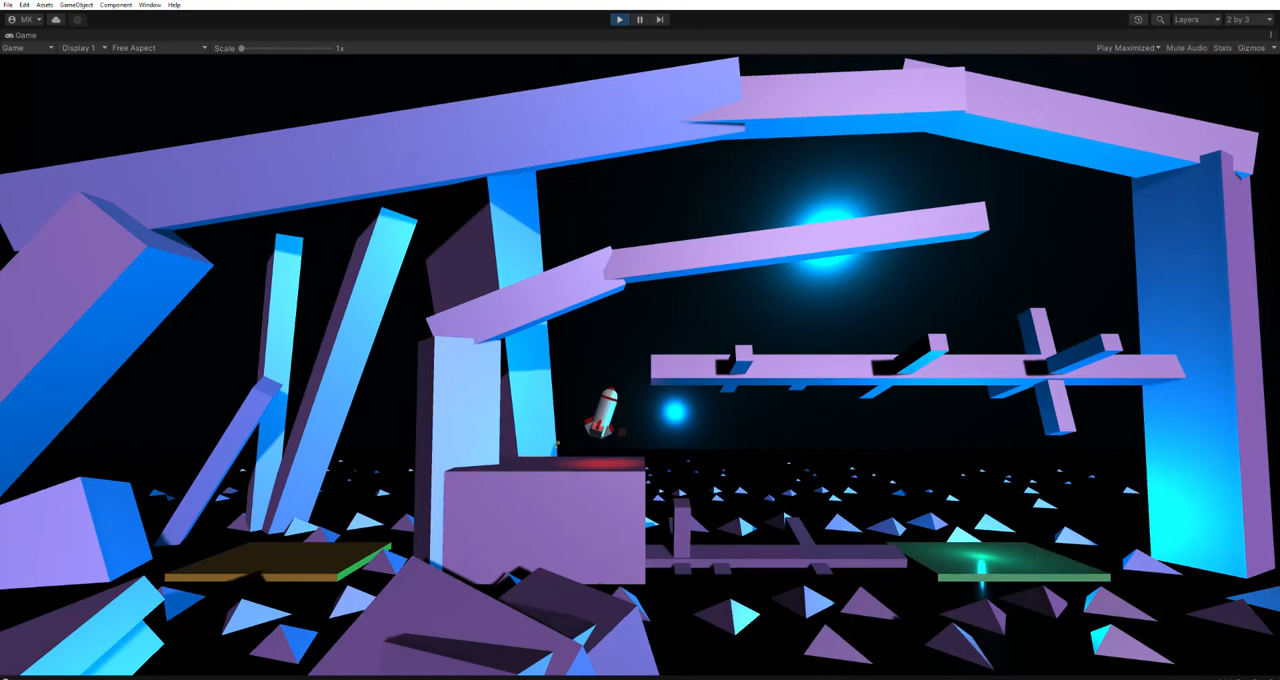 File Edit Assets GameObject Component Window Help
MK Layers 2 by 3
Game
Game Display 1 Free Aspect Scale 1x Play Maximized Mute Audio Stats Gizmos